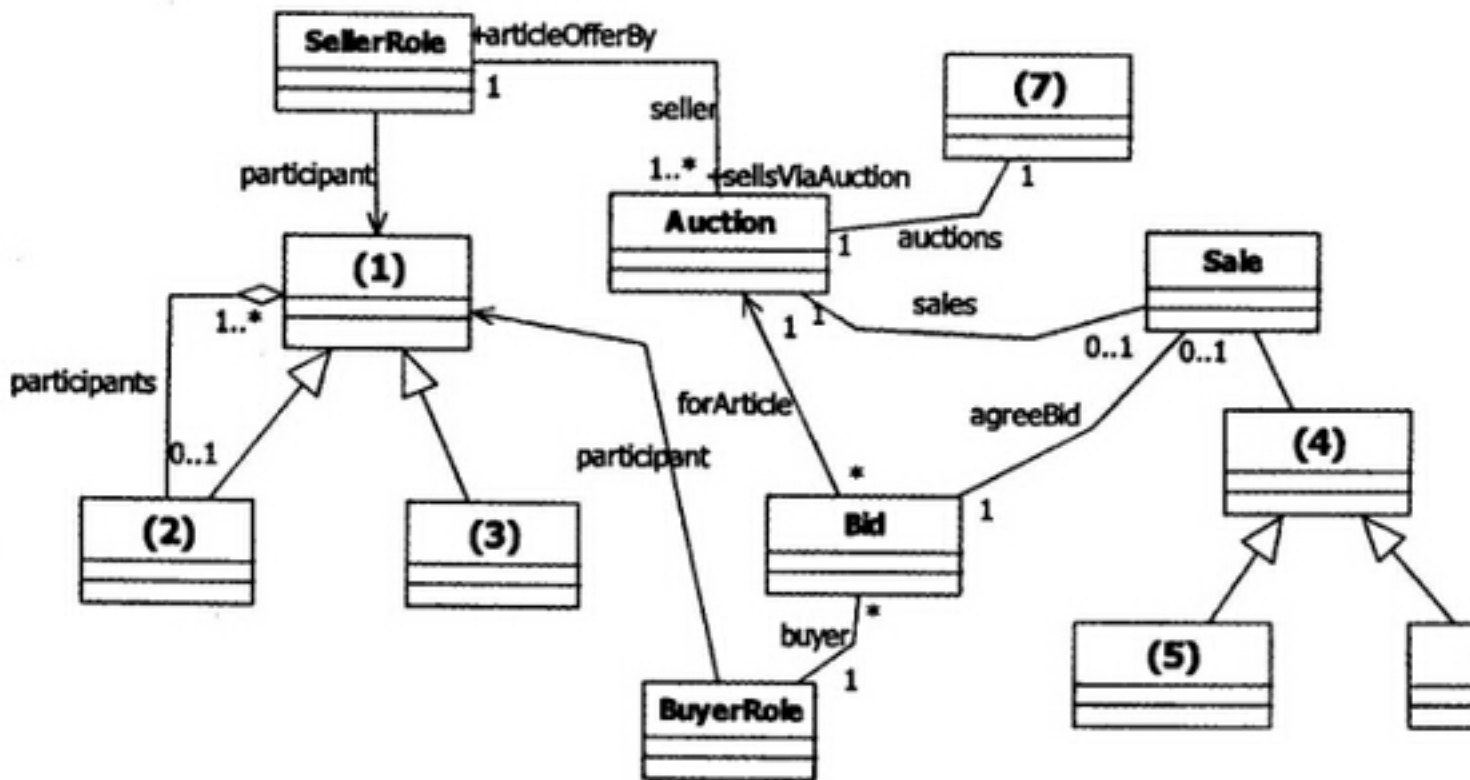 SellerRole
+articleOfferBy
1
(7)
seller
participant
1..*
+sellsViaAuction
1
Auction
1
auctions
(1)
Sale
1..*
sales
1
1
0..1
0..1
participants
forArticle
agreeBid
0..1
participant
(4)
*
1
(2)
(3)
Bid
*
buyer
1
(5)
BuyerRole